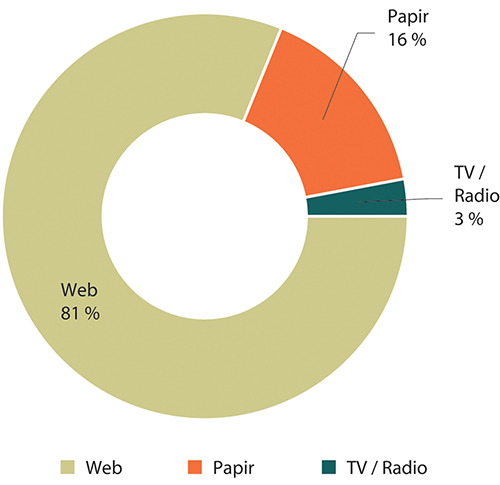 Papir
16 %
TV /
Radio
3 %
Web
81 %
Web Papir TV / Radio